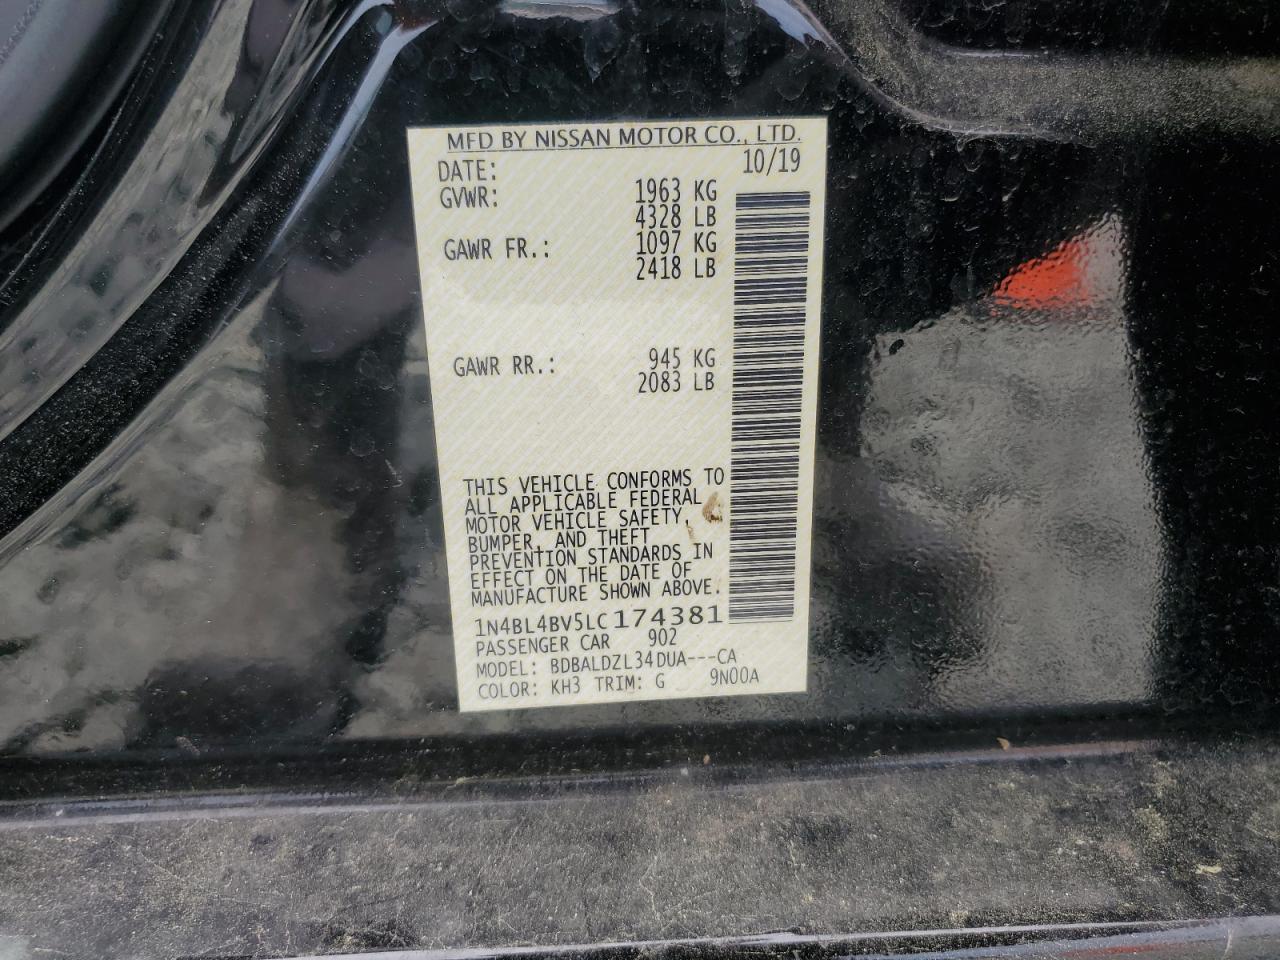 MFD BY NISSAN MOTOR CO., LTD.
DATE: 10/19
GVWR: 1963 KG
4328 LB
GAWR FR.: 1097 KG
2418 LB
GAWR RR.: 945 KG
2083 LB
THIS VEHICLE CONFORMS TO
ALL APPLICABLE FEDERAL
MOTOR VEHICLE SAFETY,
BUMPER, AND THEFT
PREVENTION STANDARDS IN
EFFECT ON THE DATE OF
MANUFACTURE SHOWN ABOVE.
1N4BL4BV5LC174381
PASSENGER CAR 902
MODEL: BDBALDZL34DUA---CA
COLOR: KH3 TRIM: G 9N00A